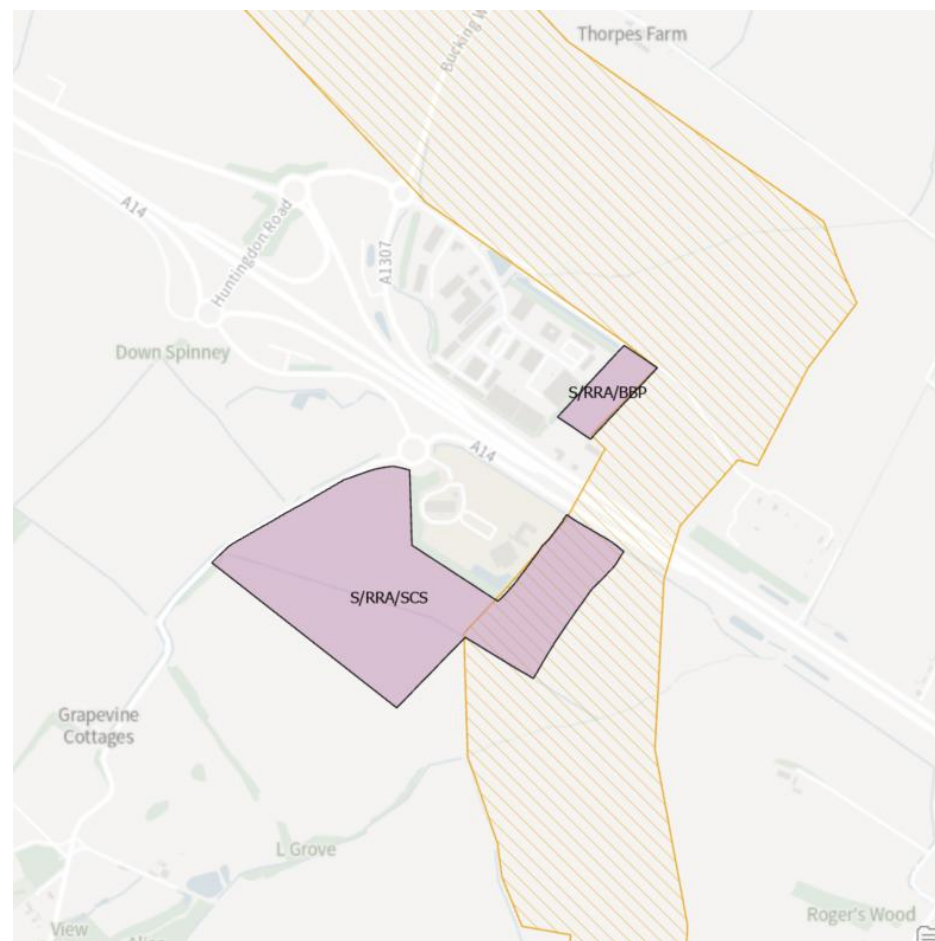 Thorpes Farm
Bucking W
A14
Huntingdon Road
A1307
Down Spinney
S/RRA/BBP
A14
S/RRA/SCS
Grapevine
Cottages
L Grove
Roger's Wood
View